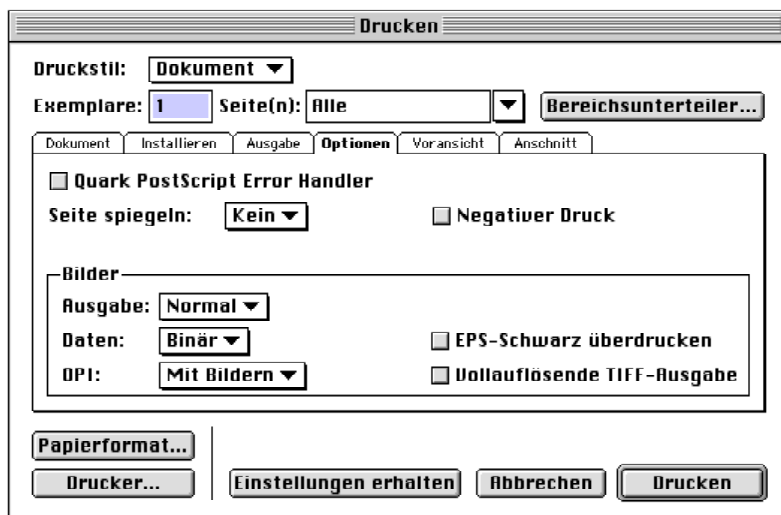 Drucken
Druckstil: Dokument
Exemplare: 1 Seite(n): Alle Bereichsunterteiler...
Dokument Installieren Ausgabe Optionen Voransicht Anschnitt
Quark PostScript Error Handler
Seite spiegeln: Kein Negativer Druck
Bilder
Ausgabe: Normal
Daten: Binär EPS-Schwarz überdrucken
OPI: Mit Bildern Vollauflösende TIFF-Ausgabe
Papierformat...
Drucker... Einstellungen erhalten Abbrechen Drucken